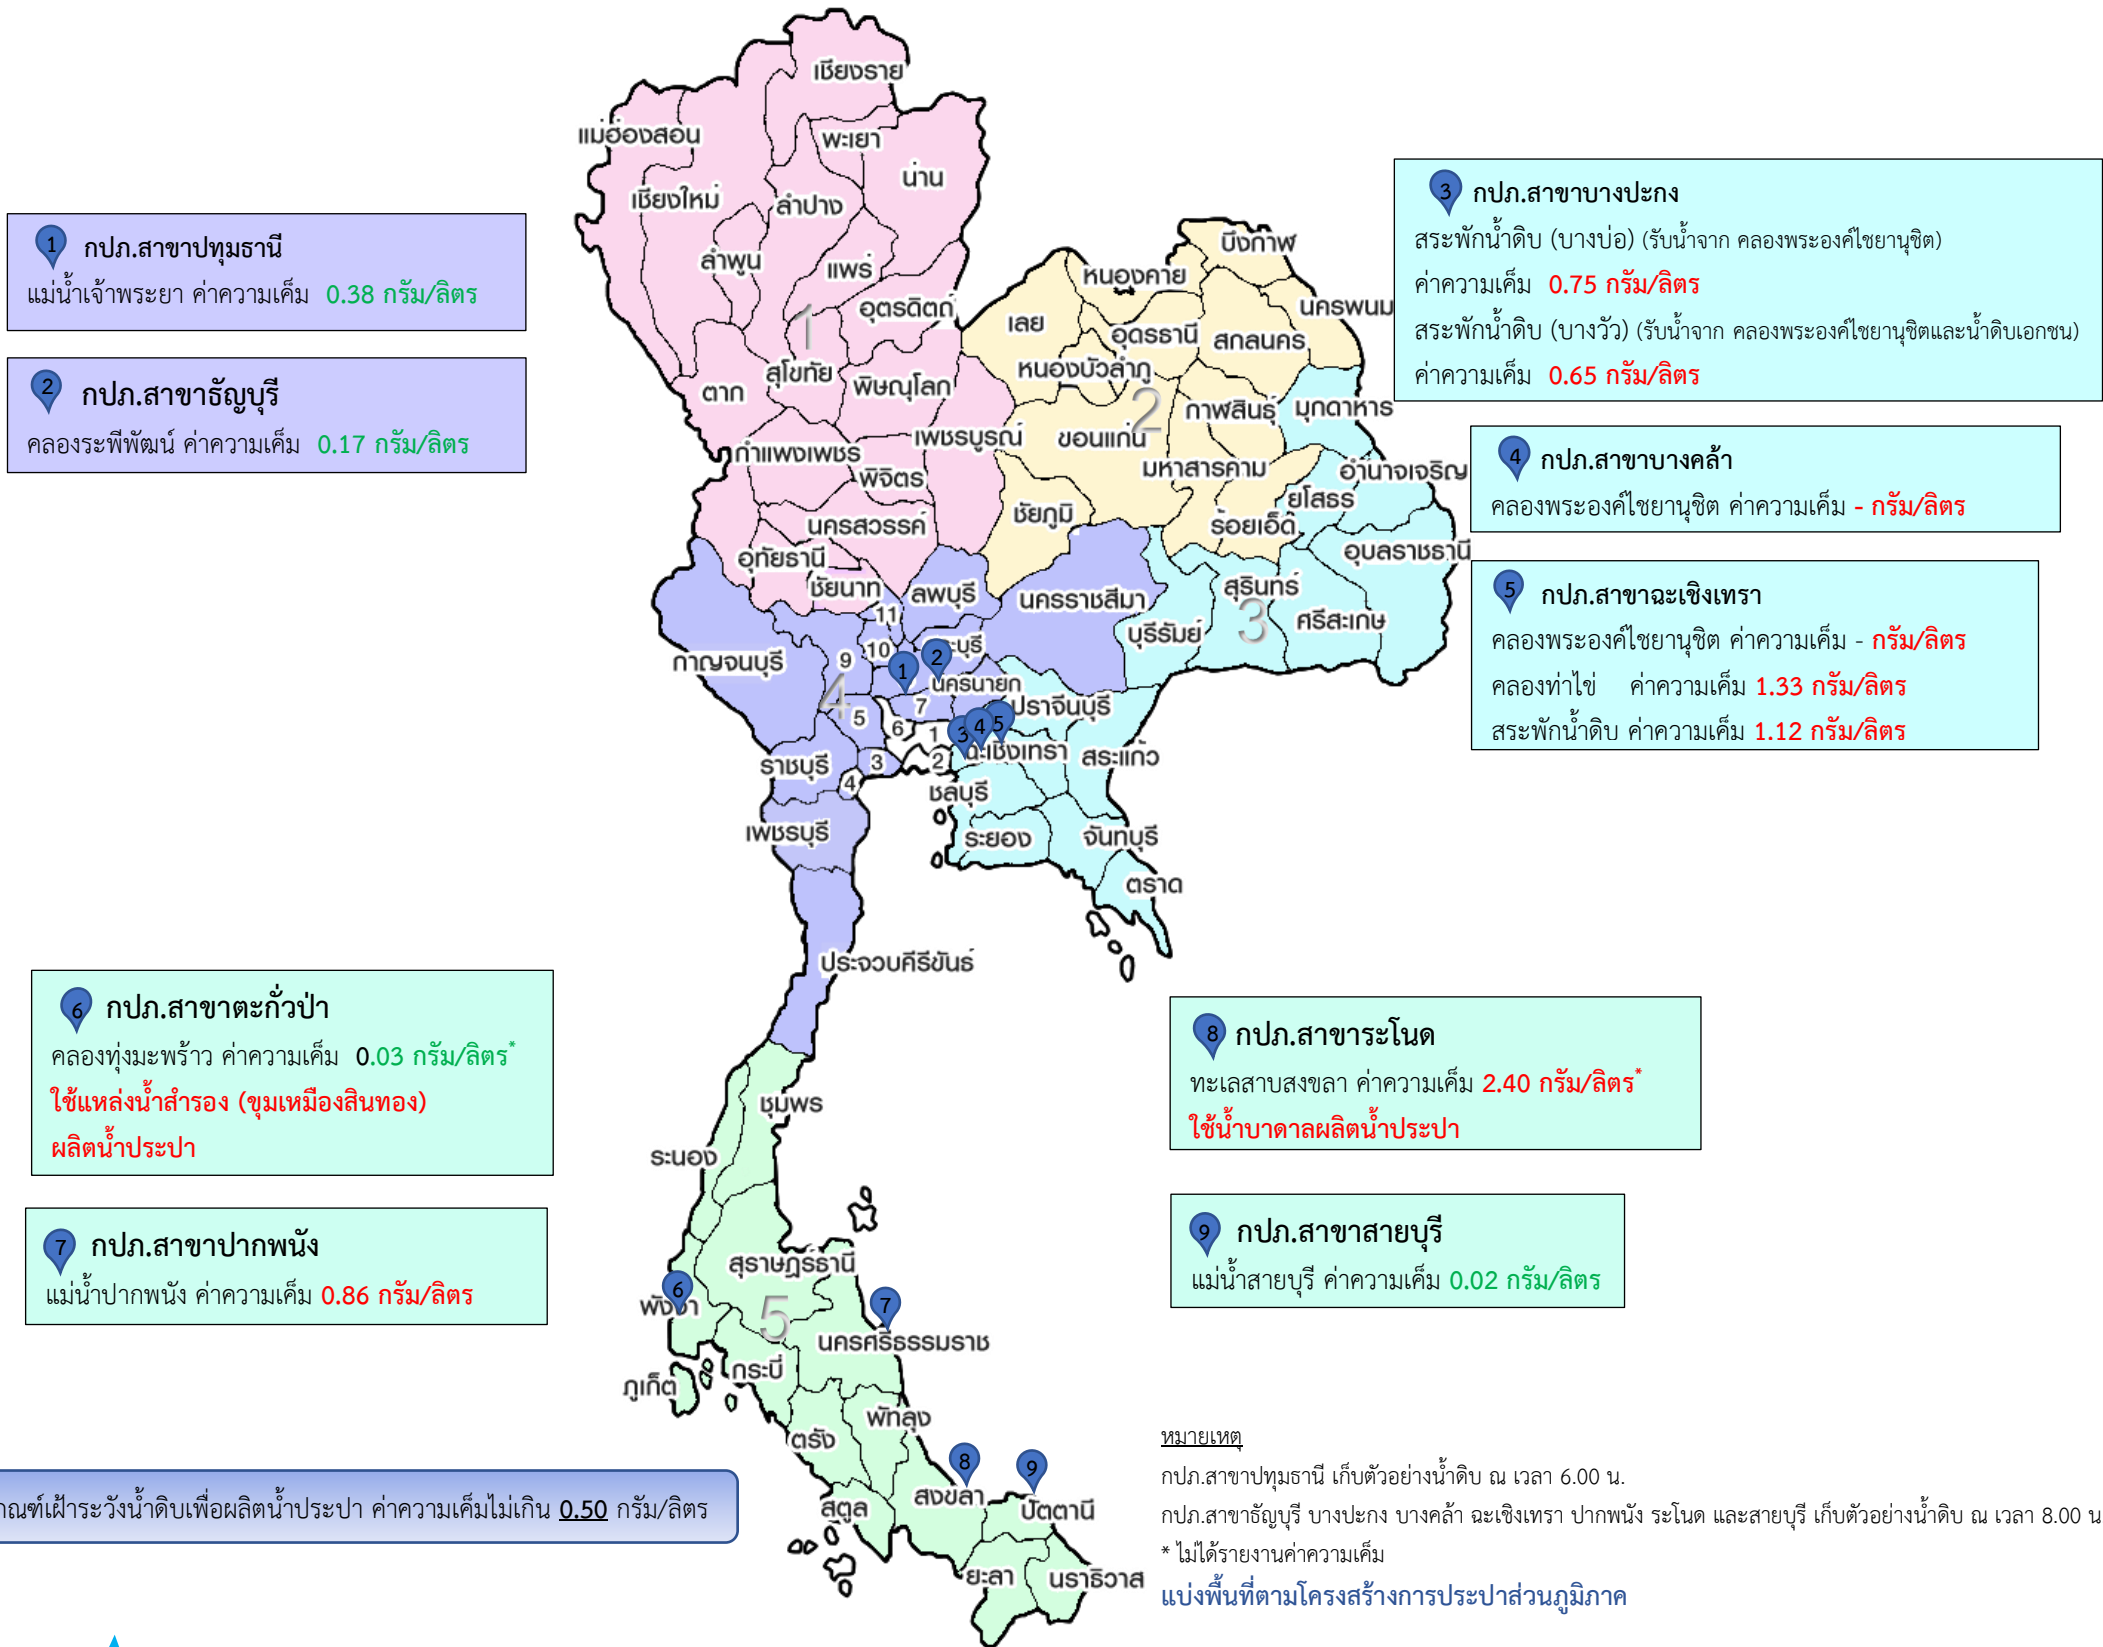 เชียงราย
แม่ฮ่องสอน
พะเยา
น่าน
เชียงใหม่
ลำปาง
ลำพูน
แพร่
อุตรดิตถ์
1
สุโขทัย
ตาก
พิษณุโลก
เพชรบูรณ์
กำแพงเพชร
พิจิตร
นครสวรรค์
อุทัยธานี
ชัยนาท
บึงกาฬ
หนองคาย
นครพนม
เลย
อุดรธานี
สกลนคร
หนองบัวลำภู
2
กาฬสินธุ์
มุกดาหาร
ขอนแก่น
มหาสารคาม
อำนาจเจริญ
ยโสธร
ชัยภูมิ
ร้อยเอ็ด
อุบลราชธานี
สุรินทร์
3
ศรีสะเกษ
บุรีรัมย์
นครราชสีมา
ลพบุรี
11
10
ะบุรี
9
1
2
กาญจนบุรี
4
นครนายก
7
5
6
1
2
ปราจีนบุรี
3
4
5
ฉะเชิงเทรา
สระแก้ว
ราชบุรี
3
4
ชลบุรี
เพชรบุรี
ระยอง
จันทบุรี
ตราด
ประจวบคีรีขันธ์
ชุมพร
ระนอง
สุราษฎร์ธานี
6
พังงา
5
7
นครศรีธรรมราช
กระบี่
ภูเก็ต
พัทลุง
ตรัง
8
9
สงขลา
ปัตตานี
สตูล
ยะลา
นราธิวาส
1 กปภ.สาขาปทุมธานี
แม่น้ำเจ้าพระยา ค่าความเค็ม 0.38 กรัม/ลิตร
2 กปภ.สาขาธัญบุรี
คลองระพีพัฒน์ ค่าความเค็ม 0.17 กรัม/ลิตร
3 กปภ.สาขาบางปะกง
สระพักน้ำดิบ (บางบ่อ) (รับน้ำจาก คลองพระองค์ไชยานุชิต)
ค่าความเค็ม 0.75 กรัม/ลิตร
สระพักน้ำดิบ (บางวัว) (รับน้ำจาก คลองพระองค์ไชยานุชิตและน้ำดิบเอกชน)
ค่าความเค็ม 0.65 กรัม/ลิตร
4 กปภ.สาขาบางคล้า
คลองพระองค์ไชยานุชิต ค่าความเค็ม - กรัม/ลิตร
5 กปภ.สาขาฉะเชิงเทรา
คลองพระองค์ไชยานุชิต ค่าความเค็ม - กรัม/ลิตร
คลองท่าไข่ ค่าความเค็ม 1.33 กรัม/ลิตร
สระพักน้ำดิบ ค่าความเค็ม 1.12 กรัม/ลิตร
6 กปภ.สาขาตะกั่วป่า
คลองทุ่งมะพร้าว ค่าความเค็ม 0.03 กรัม/ลิตร*
ใช้แหล่งน้ำสำรอง (ขุมเหมืองสินทอง)
ผลิตน้ำประปา
7 กปภ.สาขาปากพนัง
แม่น้ำปากพนัง ค่าความเค็ม 0.86 กรัม/ลิตร
8 กปภ.สาขาระโนด
ทะเลสาบสงขลา ค่าความเค็ม 2.40 กรัม/ลิตร*
ใช้น้ำบาดาลผลิตน้ำประปา
9 กปภ.สาขาสายบุรี
แม่น้ำสายบุรี ค่าความเค็ม 0.02 กรัม/ลิตร
ณฑ์เฝ้าระวังน้ำดิบเพื่อผลิตน้ำประปา ค่าความเค็มไม่เกิน 0.50 กรัม/ลิตร
หมายเหตุ
กปภ.สาขาปทุมธานี เก็บตัวอย่างน้ำดิบ ณ เวลา 6.00 น.
กปภ.สาขาธัญบุรี บางปะกง บางคล้า ฉะเชิงเทรา ปากพนัง ระโนด และสายบุรี เก็บตัวอย่างน้ำดิบ ณ เวลา 8.00 น
* ไม่ได้รายงานค่าความเค็ม
แบ่งพื้นที่ตามโครงสร้างการประปาส่วนภูมิภาค